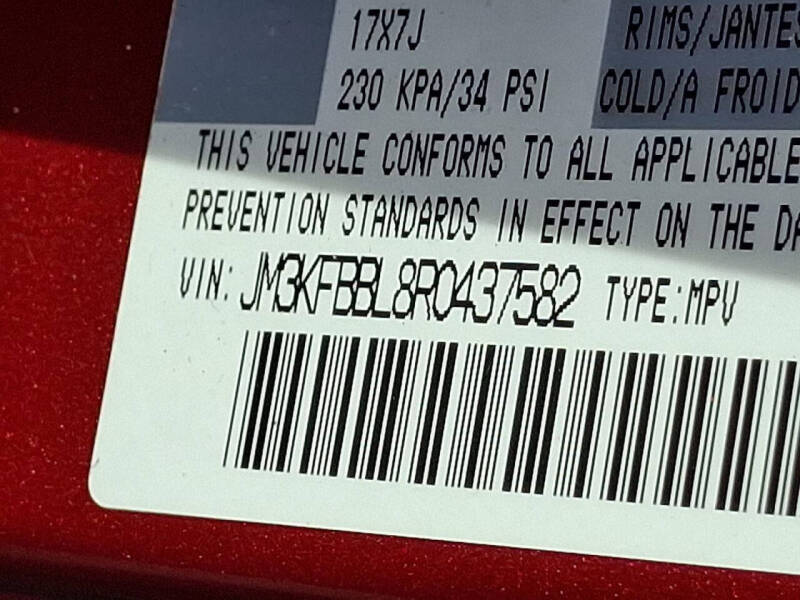 17X7J RIMS/JANTES
230 KPA/34 PSI COLD/A FROID
THIS VEHICLE CONFORMS TO ALL APPLICABLE
PREVENTION STANDARDS IN EFFECT ON THE DA
VIN: JM3KFBBL8R0437582 TYPE:MPV